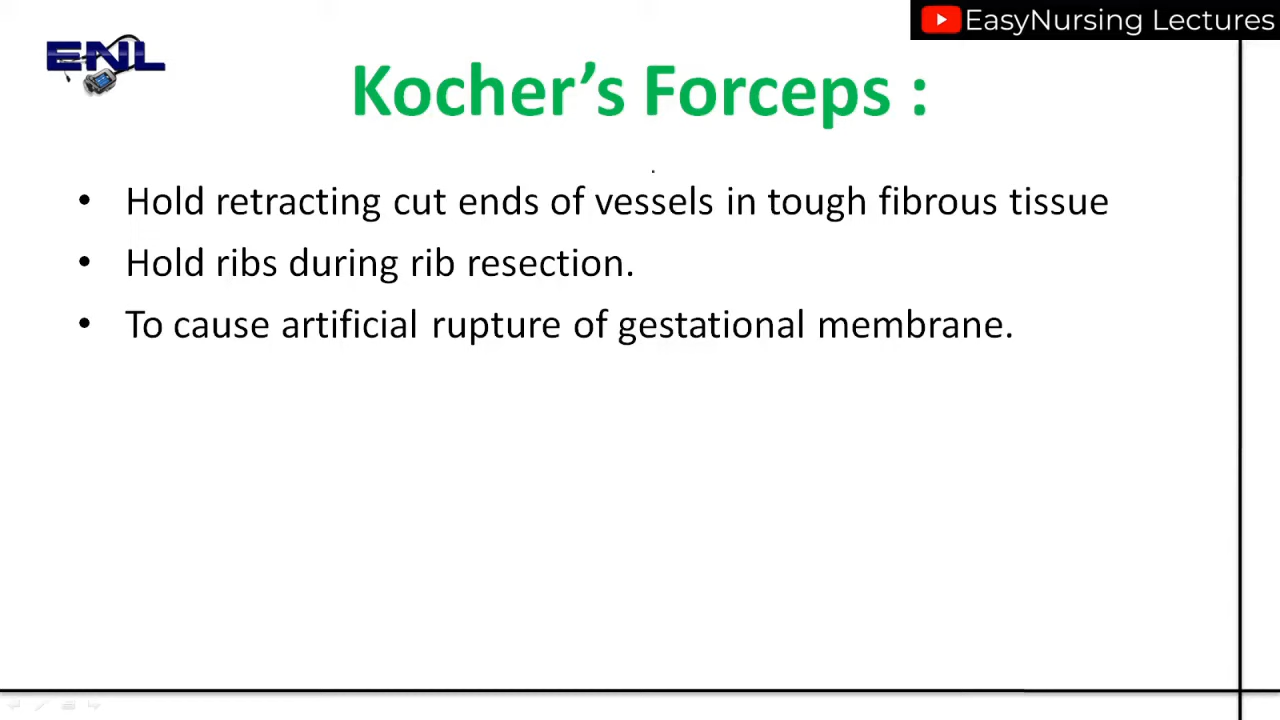 EasyNursing Lectures
ENL
Kocher’s Forceps :
• Hold retracting cut ends of vessels in tough fibrous tissue
• Hold ribs during rib resection.
• To cause artificial rupture of gestational membrane.